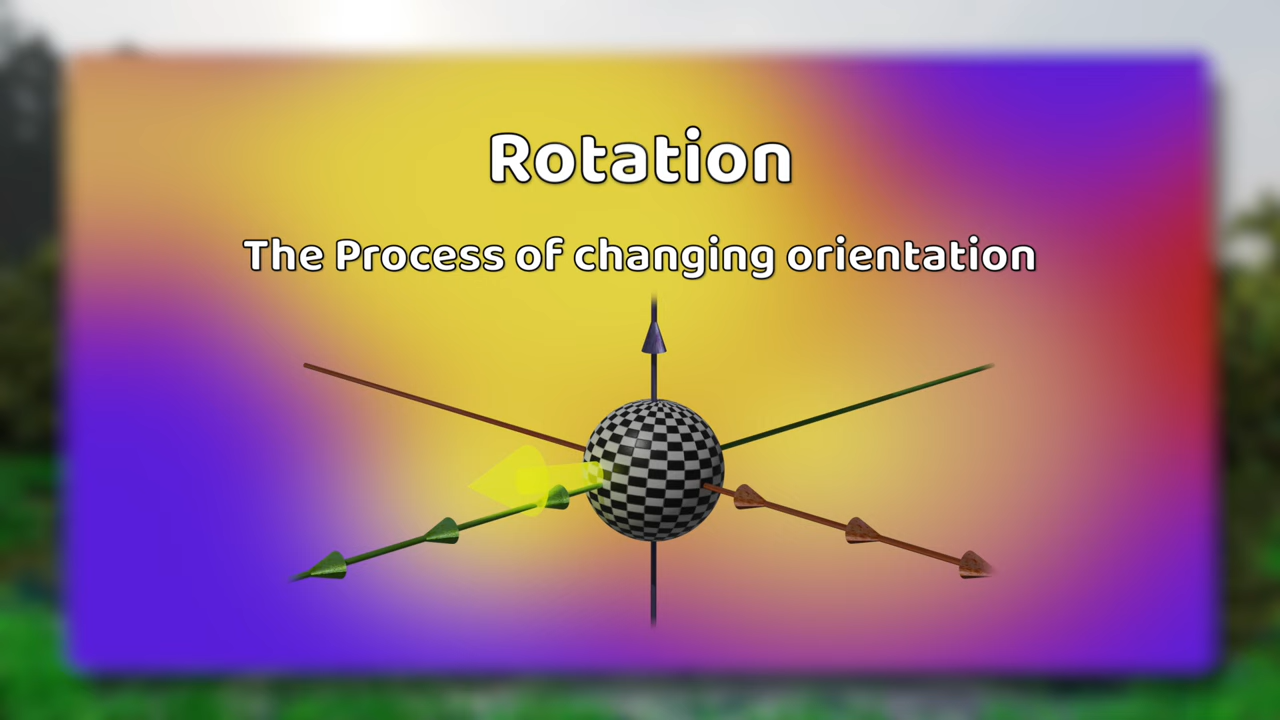 Rotation
The Process of changing orientation